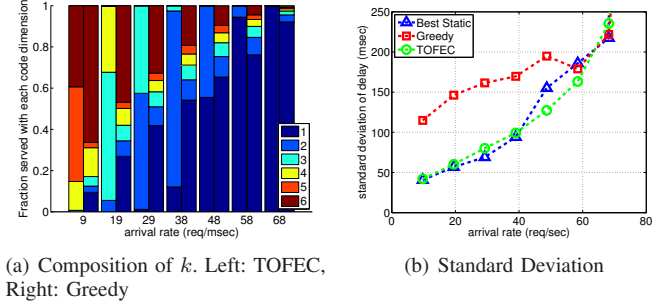 Fraction served with each code dimension
1
0.8
0.6
0.4
0.2
0
9 19 29 38 48 58 68
arrival rate (req/msec)
1
2
3
4
5
6
standard deviation of delay (msec)
250
200
150
100
50
0 20 40 60 80
arrival rate (req/sec)
Best Static
Greedy
TOFEC
(a) Composition of k. Left: TOFEC,
Right: Greedy
(b) Standard Deviation